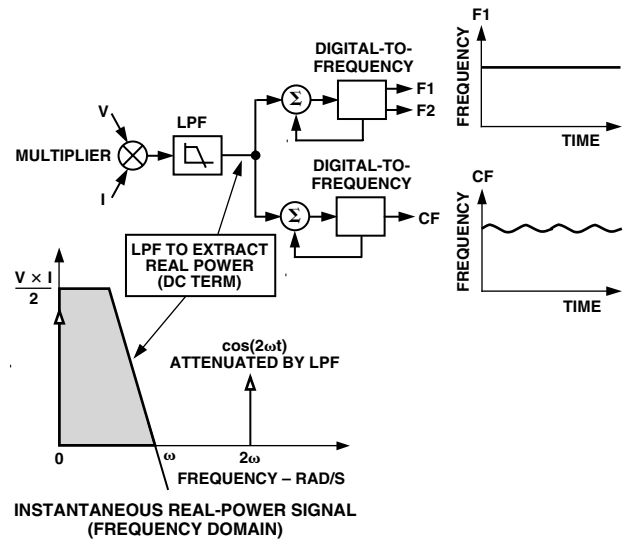 DIGITAL-TO-
FREQUENCY
Σ
F1
F2
V
LPF
MULTIPLIER
I
DIGITAL-TO-
FREQUENCY
Σ
CF
F1
FREQUENCY
TIME
CF
FREQUENCY
TIME
LPF TO EXTRACT
REAL POWER
(DC TERM)
V × I
2
cos(2ωt)
ATTENUATED BY LPF
0
ω
2ω
FREQUENCY – RAD/S
INSTANTANEOUS REAL-POWER SIGNAL
(FREQUENCY DOMAIN)